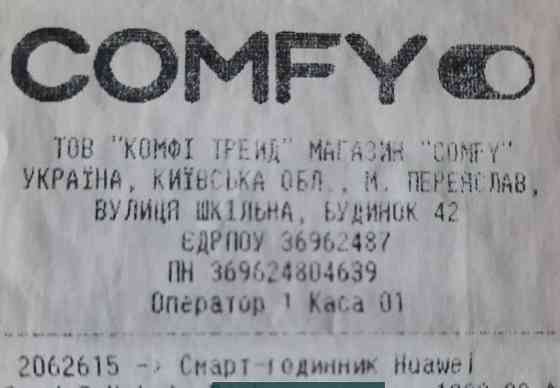 COMFY
ТОВ "КОМФІ ТРЕЙД" МАГАЗИН "COMFY"
УКРАЇНА, КИЇВСЬКА ОБЛ., М. ПЕРЕЯСЛАВ,
ВУЛИЦЯ ШКІЛЬНА, БУДИНОК 42
ЄДРПОУ 36962487
ПН 369624804639
Оператор 1 Каса 01
2062615 -> Смарт-годинник Huawei